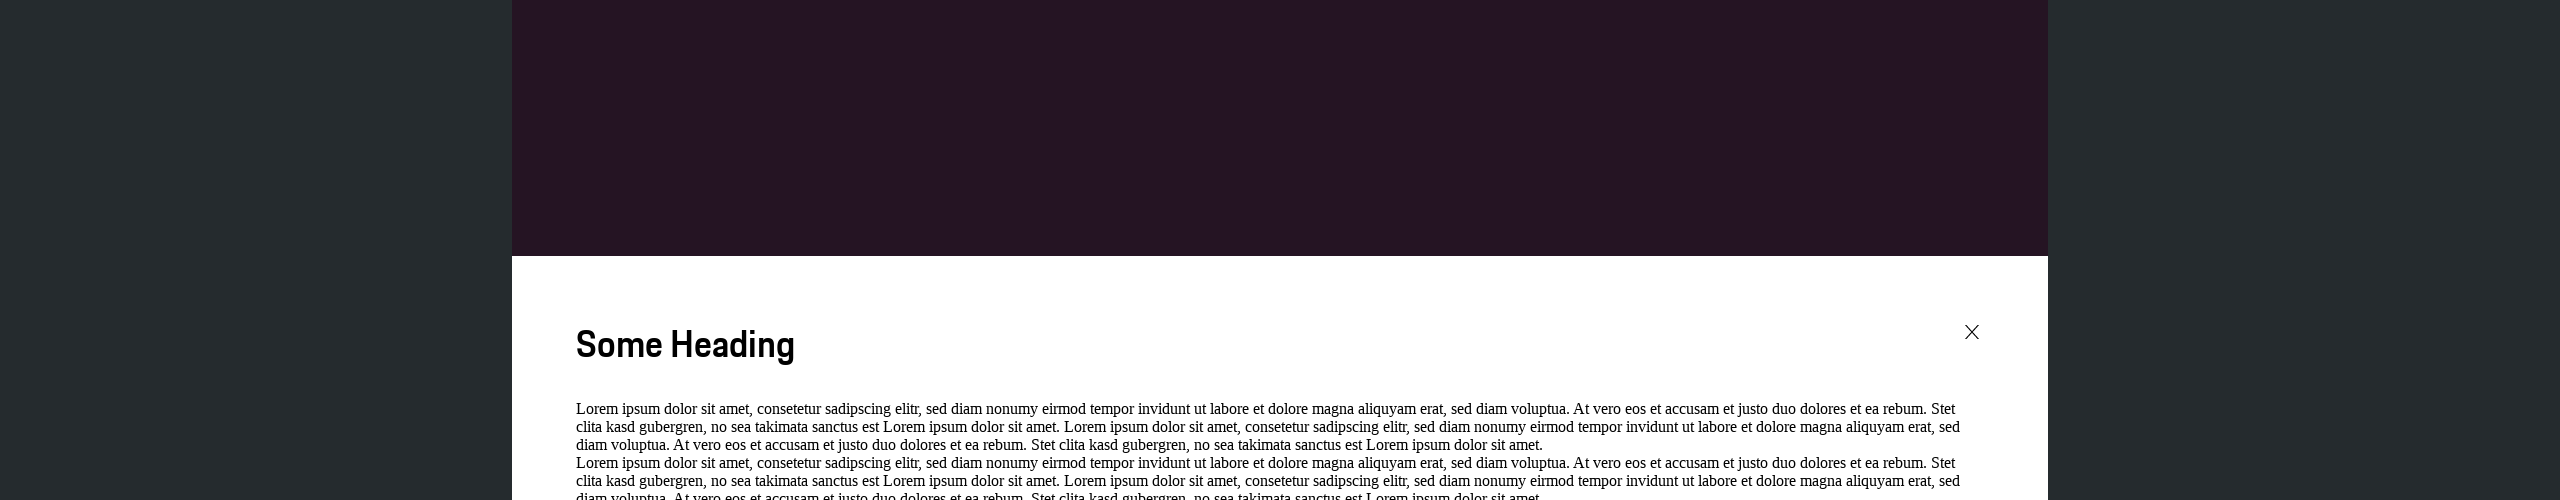 Some Heading
Lorem ipsum dolor sit amet, consetetur sadipscing elitr, sed diam nonumy eirmod tempor invidunt ut labore et dolore magna aliquyam erat, sed diam voluptua. At vero eos et accusam et justo duo dolores et ea rebum. Stet
clita kasd gubergren, no sea takimata sanctus est Lorem ipsum dolor sit amet. Lorem ipsum dolor sit amet, consetetur sadipscing elitr, sed diam nonumy eirmod tempor invidunt ut labore et dolore magna aliquyam erat, sed
diam voluptua. At vero eos et accusam et justo duo dolores et ea rebum. Stet clita kasd gubergren, no sea takimata sanctus est Lorem ipsum dolor sit amet.
Lorem ipsum dolor sit amet, consetetur sadipscing elitr, sed diam nonumy eirmod tempor invidunt ut labore et dolore magna aliquyam erat, sed diam voluptua. At vero eos et accusam et justo duo dolores et ea rebum. Stet
clita kasd gubergren, no sea takimata sanctus est Lorem ipsum dolor sit amet. Lorem ipsum dolor sit amet, consetetur sadipscing elitr, sed diam nonumy eirmod tempor invidunt ut labore et dolore magna aliquyam erat, sed
diam voluptua. At vero eos et accusam et justo duo dolores et ea rebum. Stet clita kasd gubergren, no sea takimata sanctus est Lorem ipsum dolor sit amet.